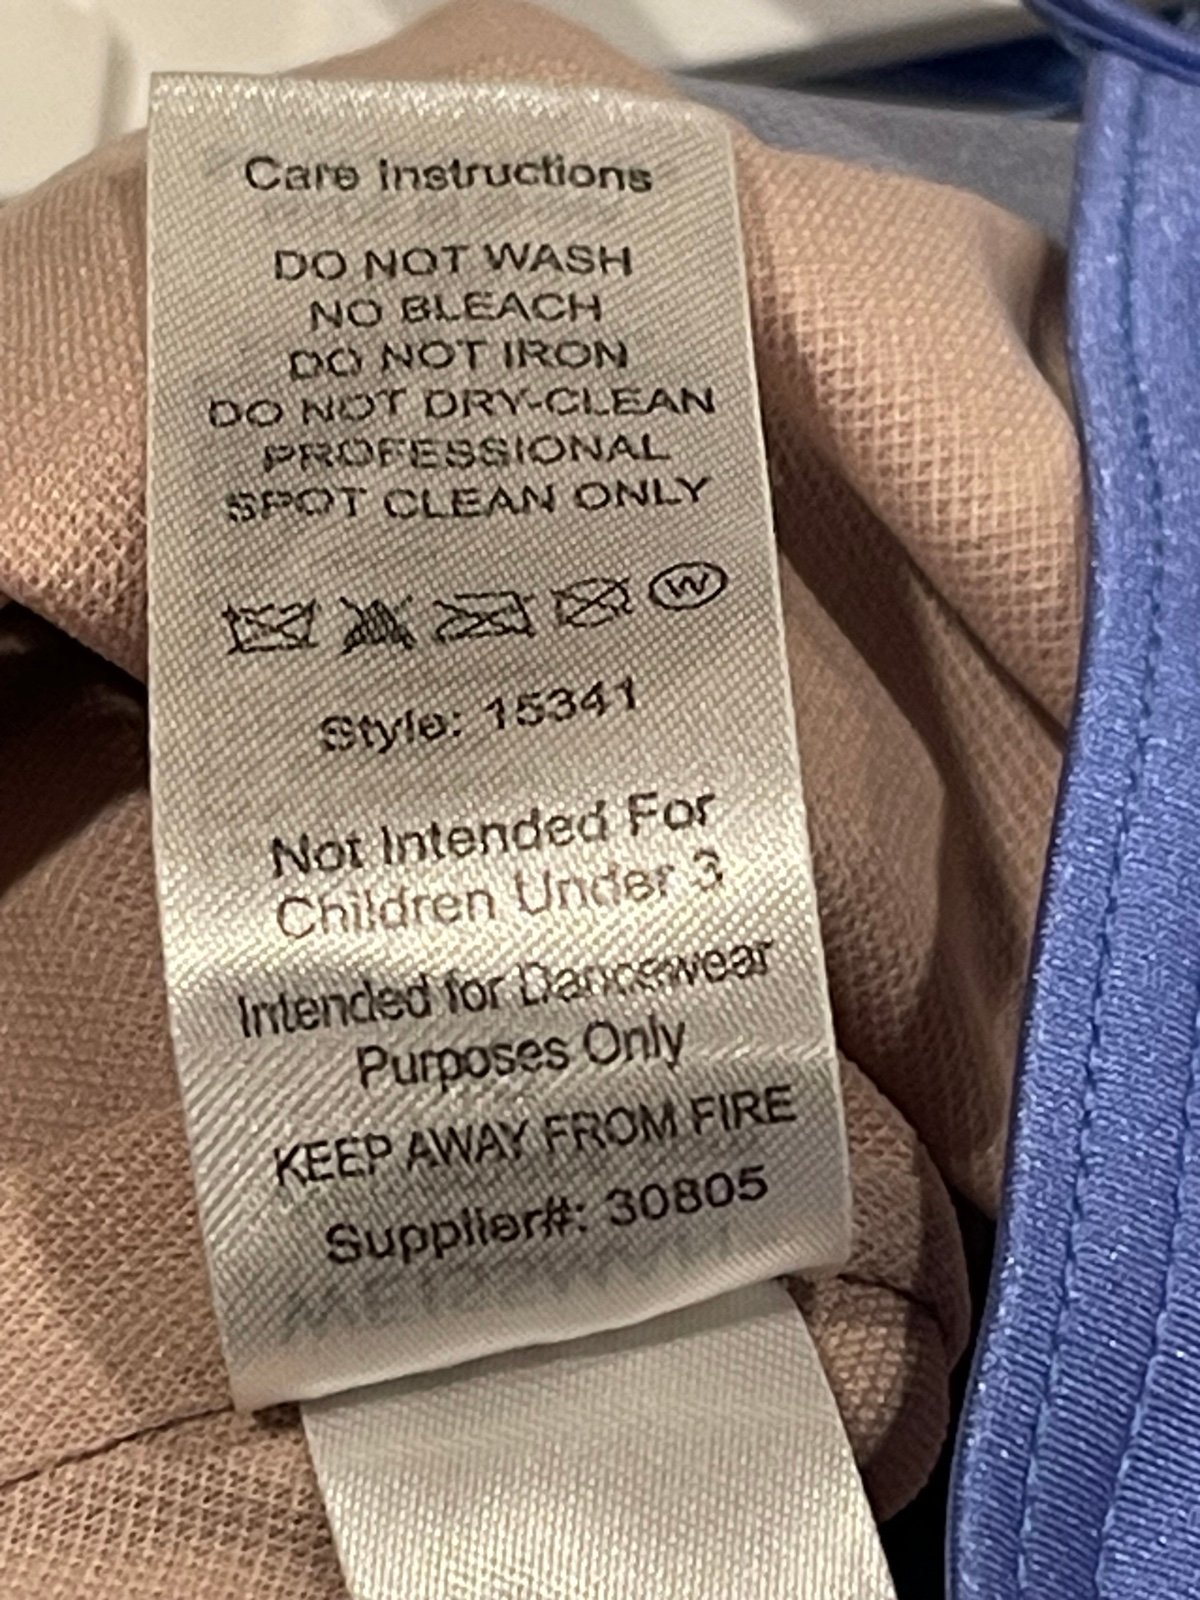 Care Instructions
DO NOT WASH
NO BLEACH
DO NOT IRON
DO NOT DRY-CLEAN
PROFESSIONAL
SPOT CLEAN ONLY
W
Style: 15341
Not Intended For
Children Under 3
Intended for Dancewear
Purposes Only
KEEP AWAY FROM FIRE
Supplier#: 30805